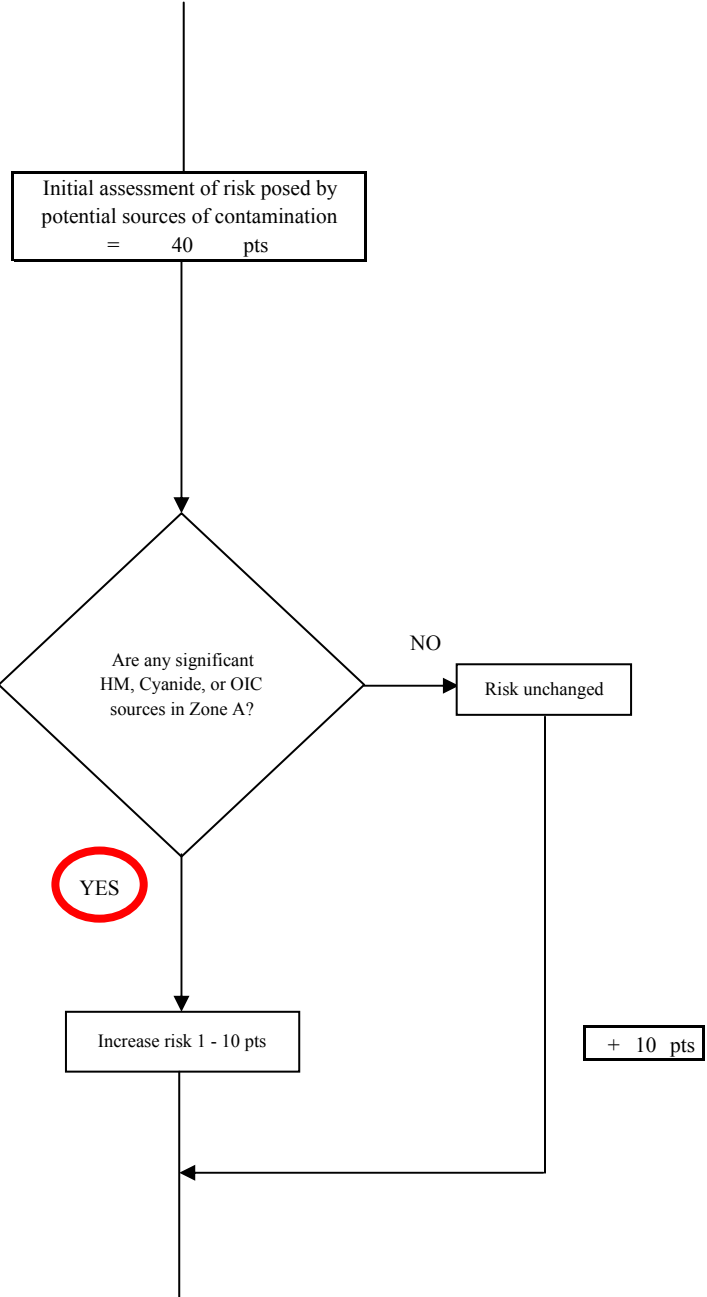 Initial assessment of risk posed by
potential sources of contamination
= 40 pts
Are any significant
HM, Cyanide, or OIC
sources in Zone A?
NO
Risk unchanged
YES
Increase risk 1 - 10 pts
+ 10 pts